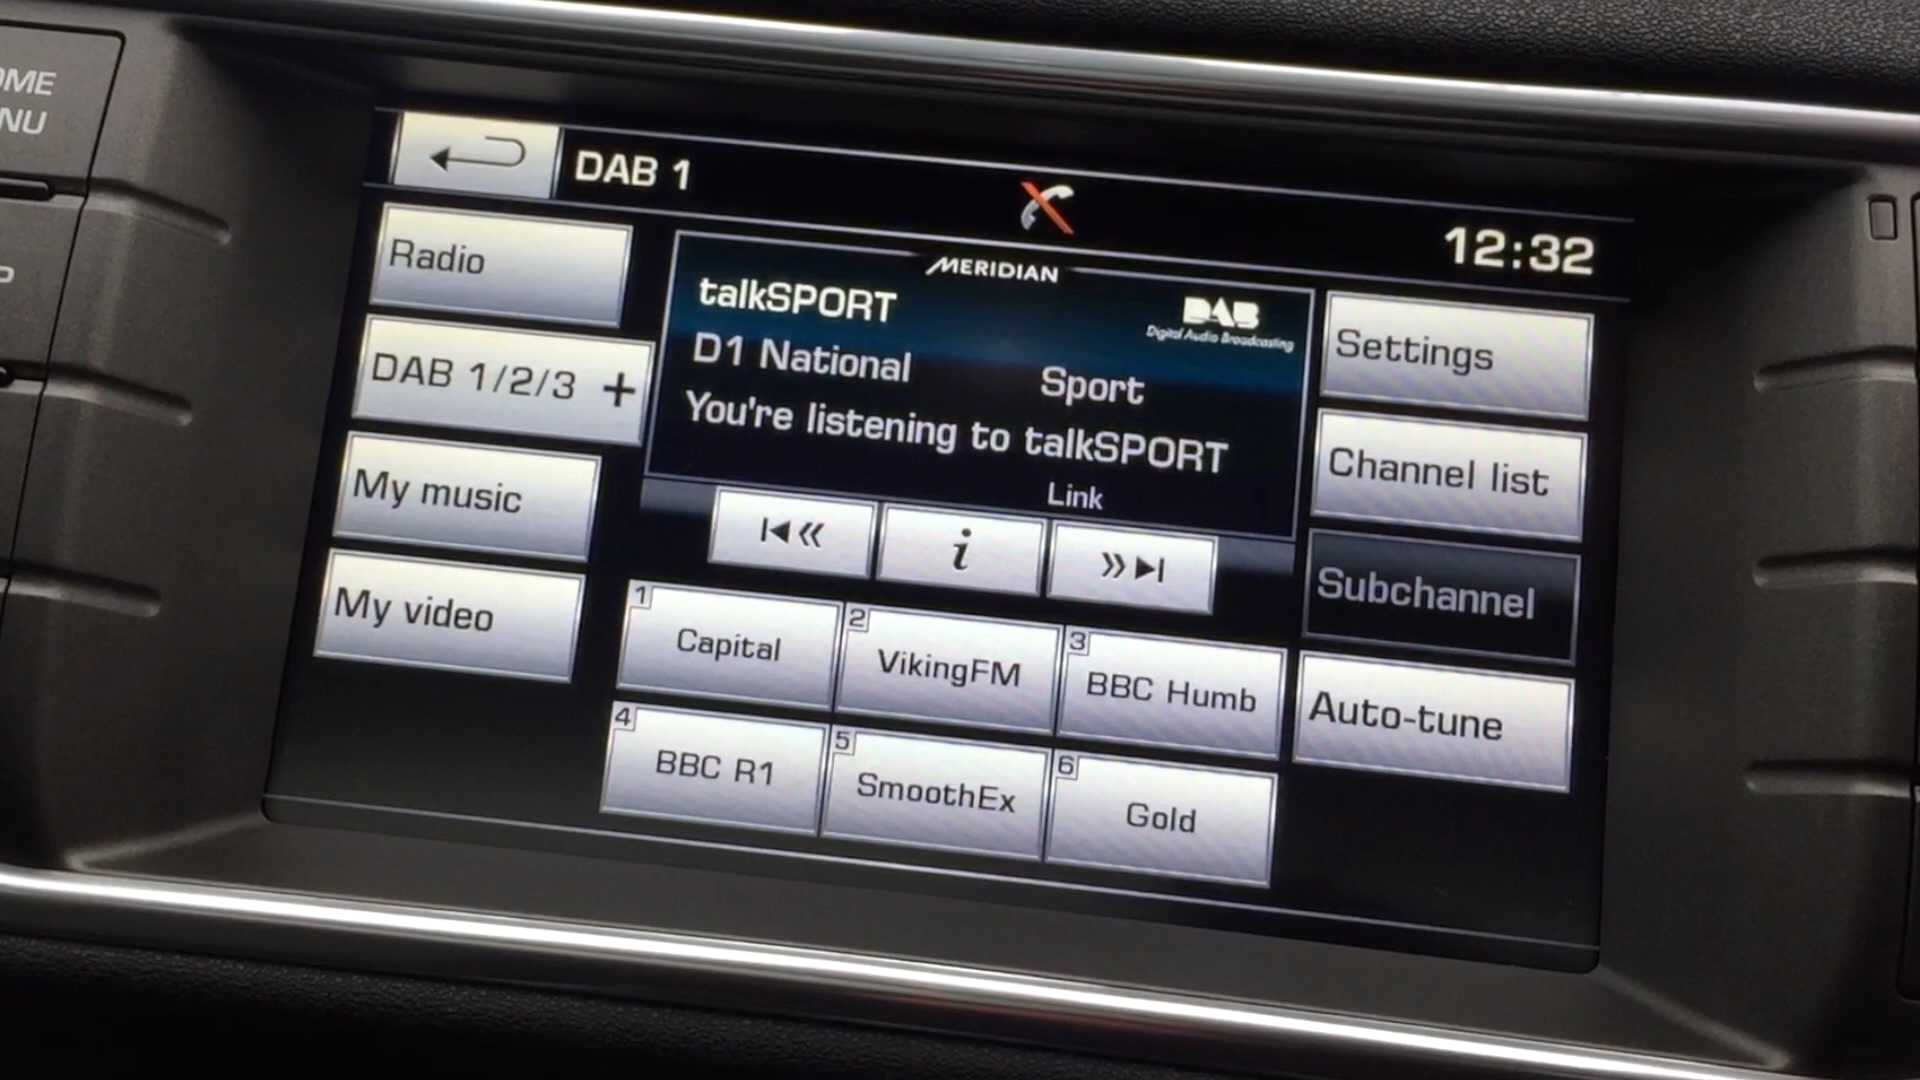 DAB 1
12:32
Radio
DAB 1/2/3 +
My music
My video
MERIDIAN
talkSPORT
DAB
Digital Audio Broadcasting
D1 National
Sport
You're listening to talkSPORT
Link
i
1
Capital
2
VikingFM
3
BBC Humb
4
BBC R1
5
SmoothEx
6
Gold
Settings
Channel list
Subchannel
Auto-tune